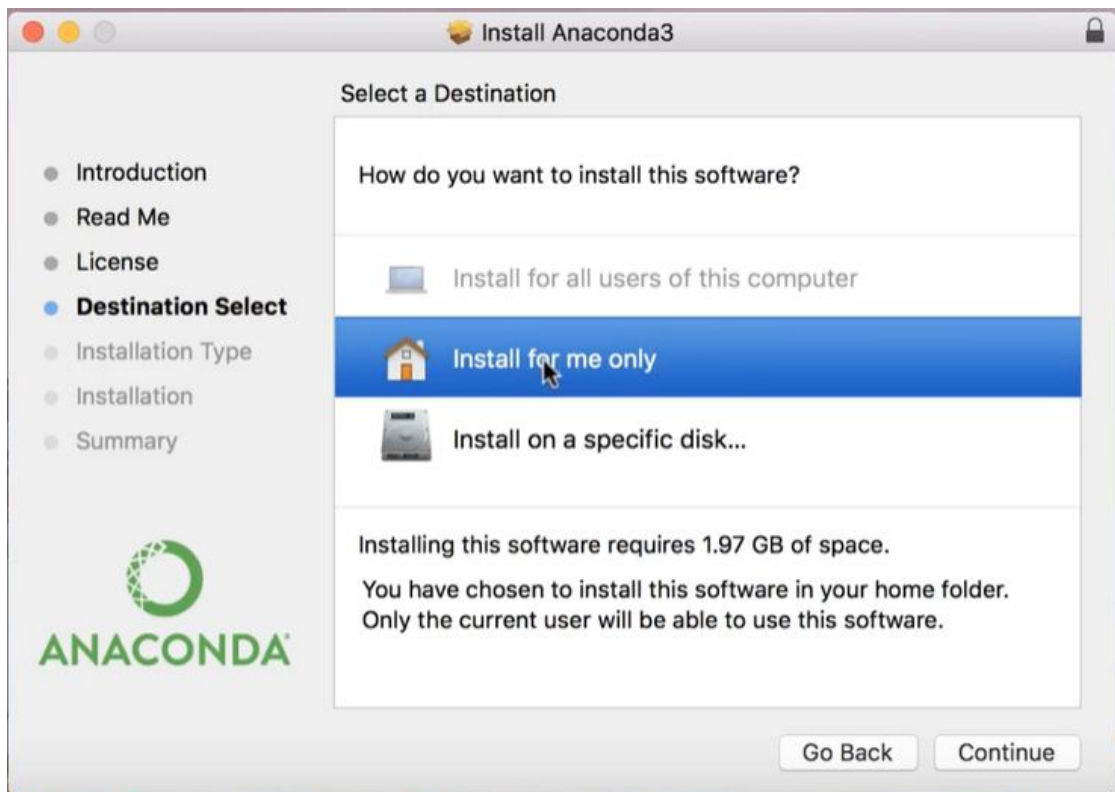 Install Anaconda3
Select a Destination
Introduction
Read Me
License
Destination Select
Installation Type
Installation
Summary
ANACONDA
How do you want to install this software?
Install for all users of this computer
Install for me only
Install on a specific disk...
Installing this software requires 1.97 GB of space.
You have chosen to install this software in your home folder.
Only the current user will be able to use this software.
Go Back
Continue